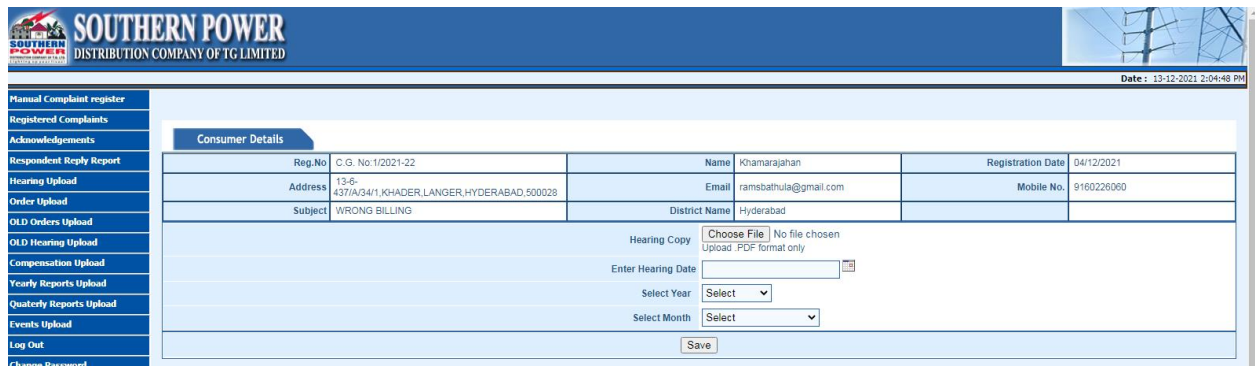 SOUTHERN POWER
SOUTHERN POWER
DISTRIBUTION COMPANY OF TG LIMITED
Date : 13-12-2021 2:04:48 PM
Manual Complaint register
Registered Complaints
Acknowledgements
Respondent Reply Report
Hearing Upload
Order Upload
OLD Orders Upload
OLD Hearing Upload
Compensation Upload
Yearly Reports Upload
Quaterly Reports Upload
Events Upload
Log Out
Change Password
Consumer Details
Reg.No C.G. No:1/2021-22 Name Khamarajahan Registration Date 04/12/2021
Address 13-6-
437/A/34/1,KHADER,LANGER,HYDERABAD,500028 Email ramsbathula@gmail.com Mobile No. 9160226060
Subject WRONG BILLING District Name Hyderabad
Hearing Copy Choose File No file chosen
Upload .PDF format only
Enter Hearing Date
Select Year Select
Select Month Select
Save